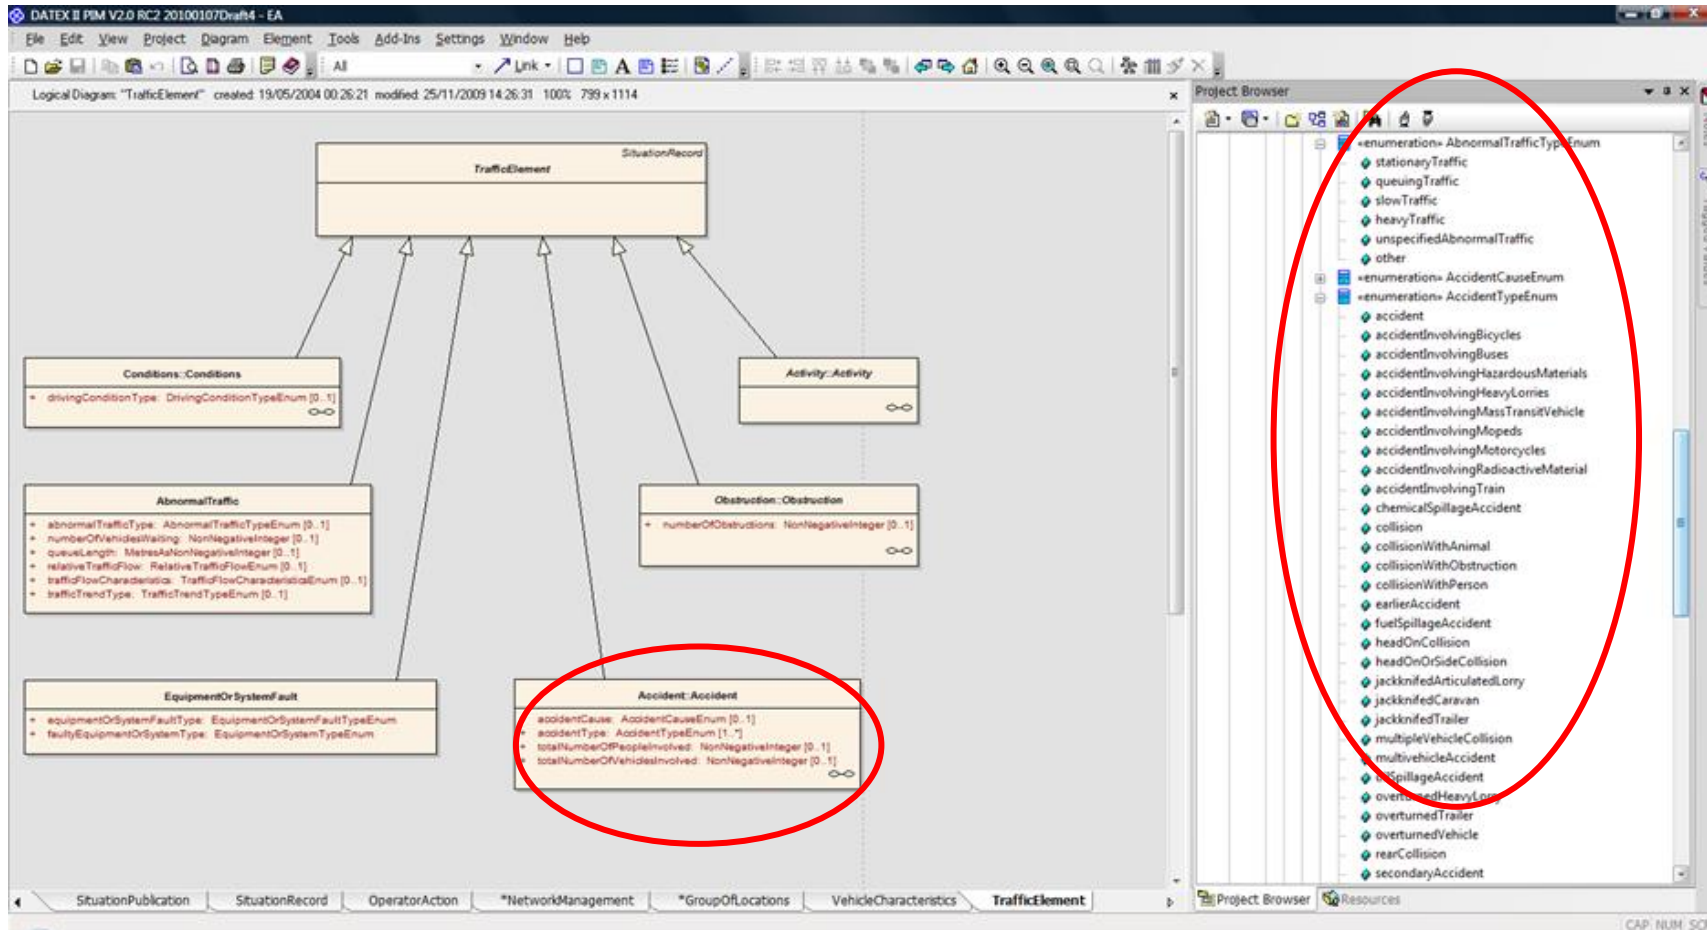 DATEX II PIM V2.0 RC2 20100107Draft4 - EA
File Edit View Project Diagram Element Tools Add-Ins Settings Window Help
All
Link
Logical Diagram: "TrafficElement" created: 19/05/2004 00:26:21 modified: 25/11/2009 14:26:31 100% 799 x 1114
SituationRecord
TrafficElement
Conditions::Conditions
+ drivingConditionType: DrivingConditionTypeEnum [0..1]
Activity::Activity
AbnormalTraffic
+ abnormalTrafficType: AbnormalTrafficTypeEnum [0..1]
+ numberOfVehiclesWaiting: NonNegativeInteger [0..1]
+ queueLength: MetresAsNonNegativeInteger [0..1]
+ relativeTrafficFlow: RelativeTrafficFlowEnum [0..1]
+ trafficFlowCharacteristics: TrafficFlowCharacteristicsEnum [0..1]
+ trafficTrendType: TrafficTrendTypeEnum [0..1]
Obstruction::Obstruction
+ numberOfObstructions: NonNegativeInteger [0..1]
EquipmentOrSystemFault
+ equipmentOrSystemFaultType: EquipmentOrSystemFaultTypeEnum
+ faultyEquipmentOrSystemType: EquipmentOrSystemTypeEnum
Accident::Accident
+ accidentCause: AccidentCauseEnum [0..1]
+ accidentType: AccidentTypeEnum [1..*]
+ totalNumberOfPeopleInvolved: NonNegativeInteger [0..1]
+ totalNumberOfVehiclesInvolved: NonNegativeInteger [0..1]
SituationPublication SituationRecord OperatorAction *NetworkManagement *GroupOfLocations VehicleCharacteristics TrafficElement
Project Browser
«enumeration» AbnormalTrafficTypeEnum
stationaryTraffic
queuingTraffic
slowTraffic
heavyTraffic
unspecifiedAbnormalTraffic
other
«enumeration» AccidentCauseEnum
«enumeration» AccidentTypeEnum
accident
accidentInvolvingBicycles
accidentInvolvingBuses
accidentInvolvingHazardousMaterials
accidentInvolvingHeavyLorries
accidentInvolvingMassTransitVehicle
accidentInvolvingMopeds
accidentInvolvingMotorcycles
accidentInvolvingRadioactiveMaterial
accidentInvolvingTrain
chemicalSpillageAccident
collision
collisionWithAnimal
collisionWithObstruction
collisionWithPerson
earlierAccident
fuelSpillageAccident
headOnCollision
headOnOrSideCollision
jackknifedArticulatedLorry
jackknifedCaravan
jackknifedTrailer
multipleVehicleCollision
multivehicleAccident
oilSpillageAccident
overturnedHeavyLorry
overturnedTrailer
overturnedVehicle
rearCollision
secondaryAccident
Project Browser Resources
CAP NUM